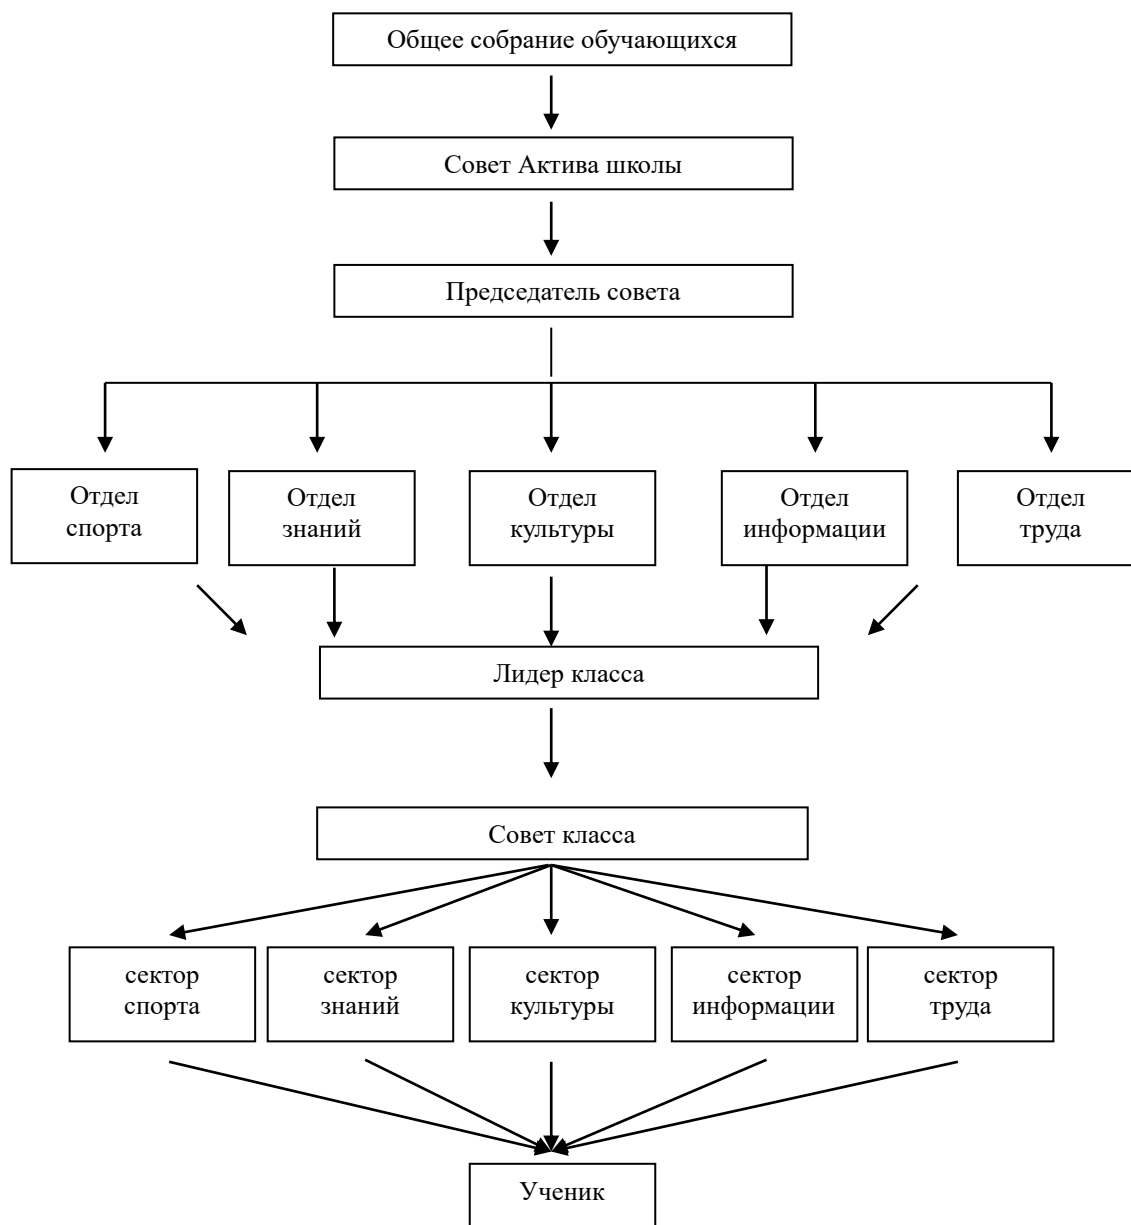 Общее собрание обучающихся
Совет Актива школы
Председатель совета
Отдел
спорта
Отдел
знаний
Отдел
культуры
Отдел
информации
Отдел
труда
Лидер класса
Совет класса
сектор
спорта
сектор
знаний
сектор
культуры
сектор
информации
сектор
труда
Ученик